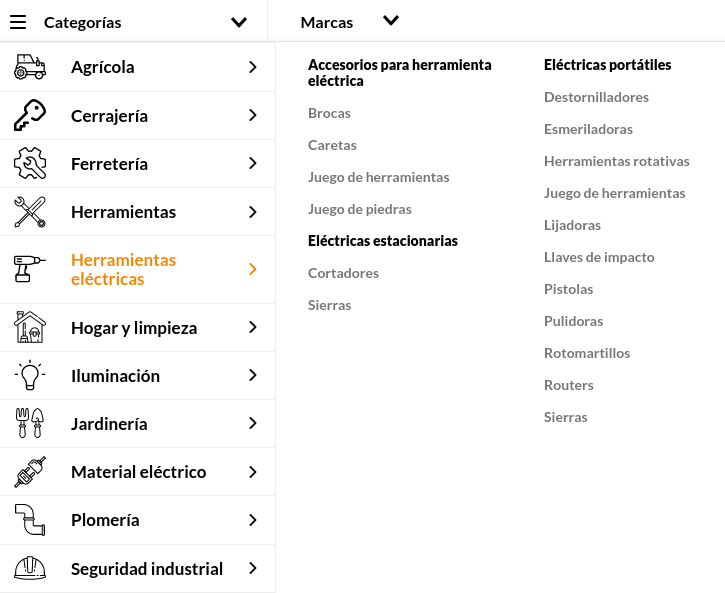 Categorías
Marcas
Agrícola
Cerrajería
Ferretería
Herramientas
Herramientas
eléctricas
Hogar y limpieza
Iluminación
Jardinería
Material eléctrico
Plomería
Seguridad industrial
Accesorios para herramienta
eléctrica
Brocas
Caretas
Juego de herramientas
Juego de piedras
Eléctricas estacionarias
Cortadores
Sierras
Eléctricas portátiles
Destornilladores
Esmeriladoras
Herramientas rotativas
Juego de herramientas
Lijadoras
Llaves de impacto
Pistolas
Pulidoras
Rotomartillos
Routers
Sierras